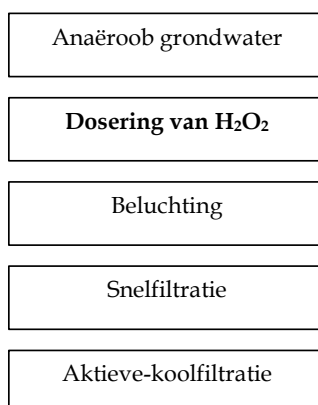 Anaëroob grondwater
Dosering van H₂O₂
Beluchting
Snelfiltratie
Aktieve-koolfiltratie